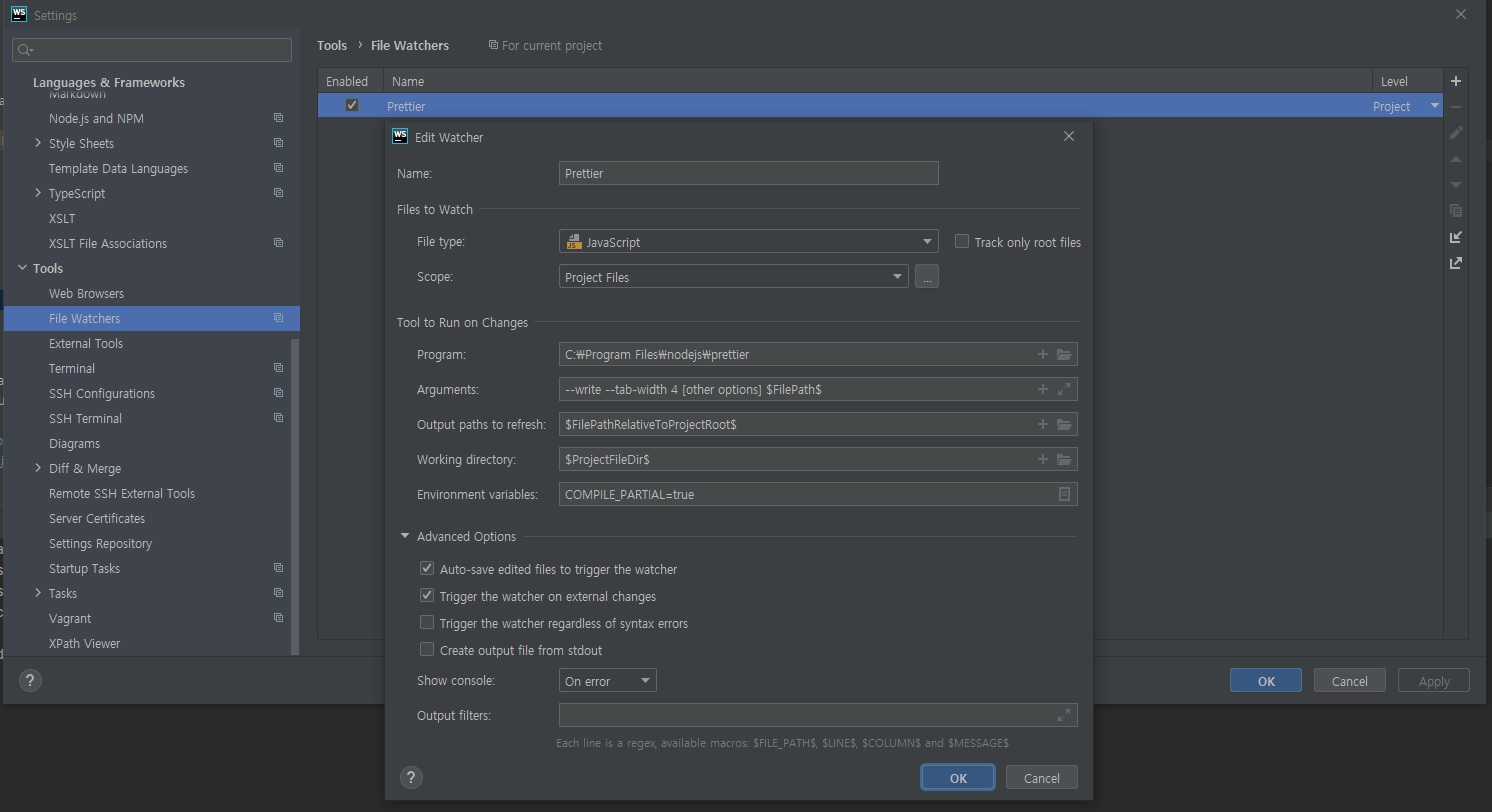 WS Settings
Tools › File Watchers For current project
Languages & Frameworks
Markdown
Node.js and NPM
Style Sheets
Template Data Languages
TypeScript
XSLT
XSLT File Associations
Tools
Web Browsers
File Watchers
External Tools
Terminal
SSH Configurations
SSH Terminal
Diagrams
Diff & Merge
Remote SSH External Tools
Server Certificates
Settings Repository
Startup Tasks
Tasks
Vagrant
XPath Viewer
?
Enabled Name Level
Prettier Project
WS Edit Watcher
Name: Prettier
Files to Watch
File type: JS JavaScript Track only root files
Scope: Project Files ...
Tool to Run on Changes
Program: C:₩Program Files₩nodejs₩prettier
Arguments: --write --tab-width 4 [other options] $FilePath$
Output paths to refresh: $FilePathRelativeToProjectRoot$
Working directory: $ProjectFileDir$
Environment variables: COMPILE_PARTIAL=true
Advanced Options
Auto-save edited files to trigger the watcher
Trigger the watcher on external changes
Trigger the watcher regardless of syntax errors
Create output file from stdout
Show console: On error
Output filters:
Each line is a regex, available macros: $FILE_PATH$, $LINE$, $COLUMN$ and $MESSAGE$
? OK Cancel
OK Cancel Apply